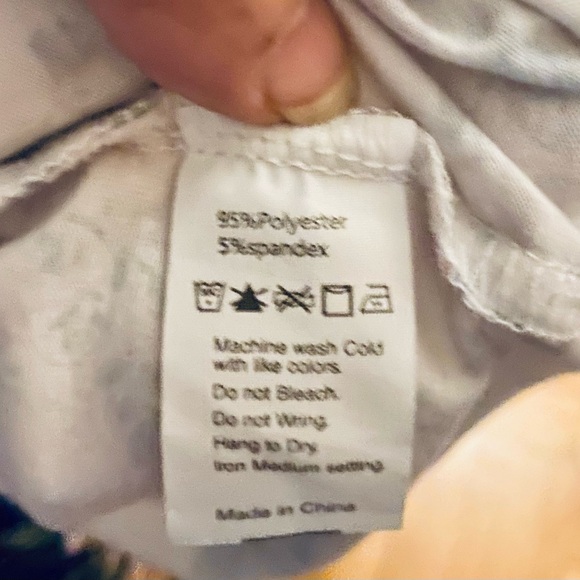 95%Polyester
5%spandex
Machine wash Cold
with like colors.
Do not Bleach.
Do not Wring.
Hang to Dry.
Iron Medium setting.
Made in China